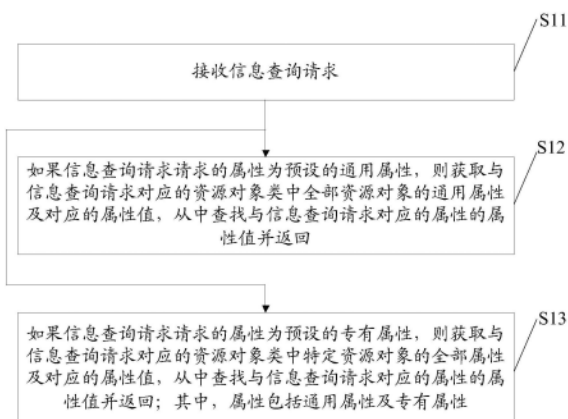 S11
接收信息查询请求
S12
如果信息查询请求请求的属性为预设的通用属性，则获取与
信息查询请求对应的资源对象类中全部资源对象的通用属性
及对应的属性值，从中查找与信息查询请求对应的属性的属
性值并返回
S13
如果信息查询请求请求的属性为预设的专有属性，则获取与
信息查询请求对应的资源对象类中特定资源对象的全部属性
及对应的属性值，从中查找与信息查询请求对应的属性的属
性值并返回；其中，属性包括通用属性及专有属性